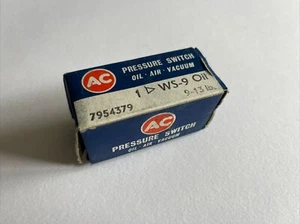 AC
PRESSURE SWITCH
OIL - AIR - VACUUM
1 ▷ WS-9 Oil
7954379
9-13 lb.
AC
PRESSURE SWITCH
OIL - AIR - VACUUM